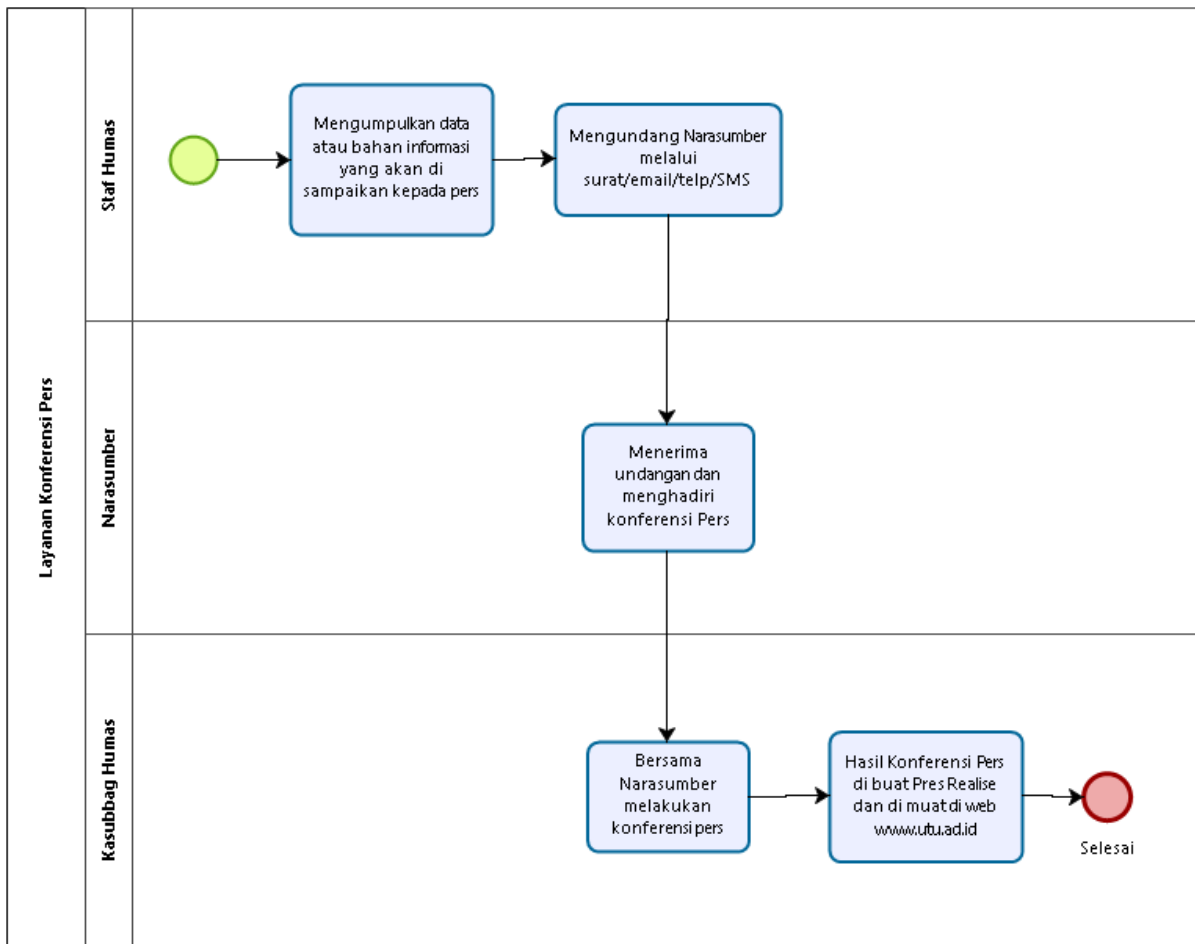 Layanan Konferensi Pers
Staf Humas
Mengumpulkan data
atau bahan informasi
yang akan di
sampaikan kepada pers
Mengundang Narasumber
melalui
surat/email/telp/SMS
Narasumber
Menerima
undangan dan
menghadiri
konferensi Pers
Kasubbag Humas
Bersama
Narasumber
melakukan
konferensi pers
Hasil Konferensi Pers
di buat Pres Realise
dan di muat di web
www.utu.ad.id
Selesai